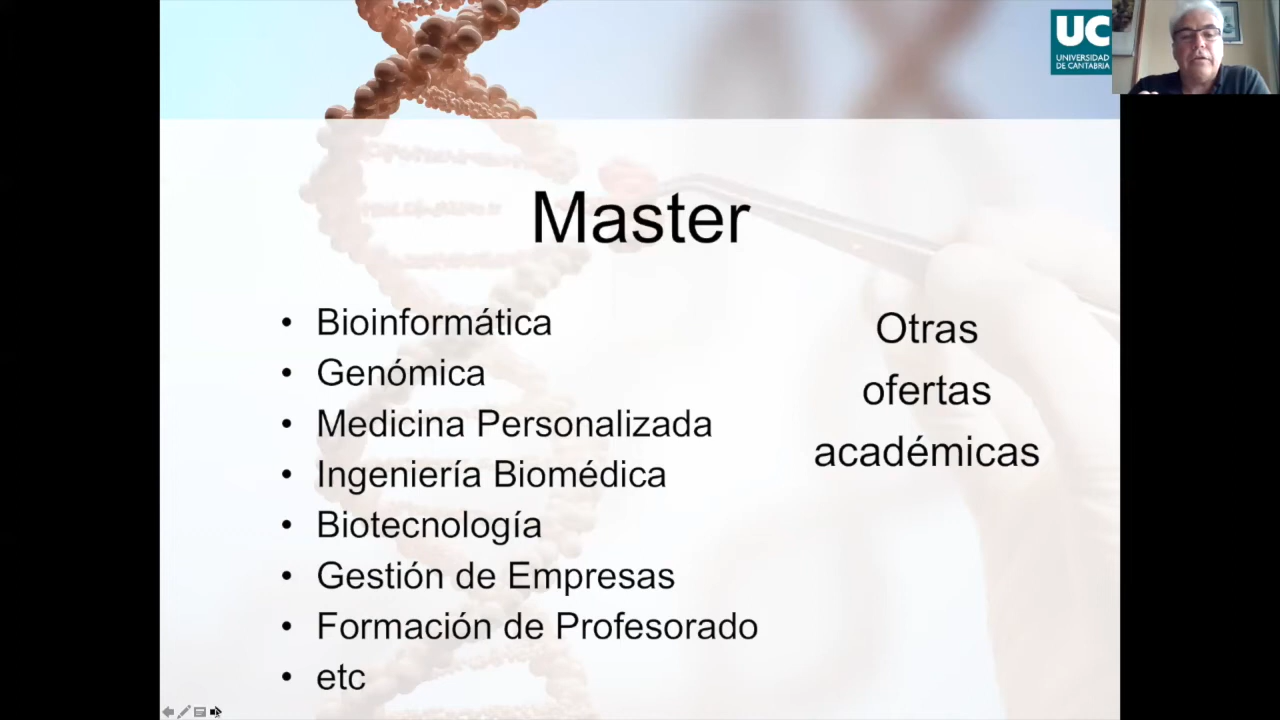 UC
UNIVERSIDAD
DE CANTABRIA
Master
• Bioinformática
• Genómica
• Medicina Personalizada
• Ingeniería Biomédica
• Biotecnología
• Gestión de Empresas
• Formación de Profesorado
• etc
Otras
ofertas
académicas